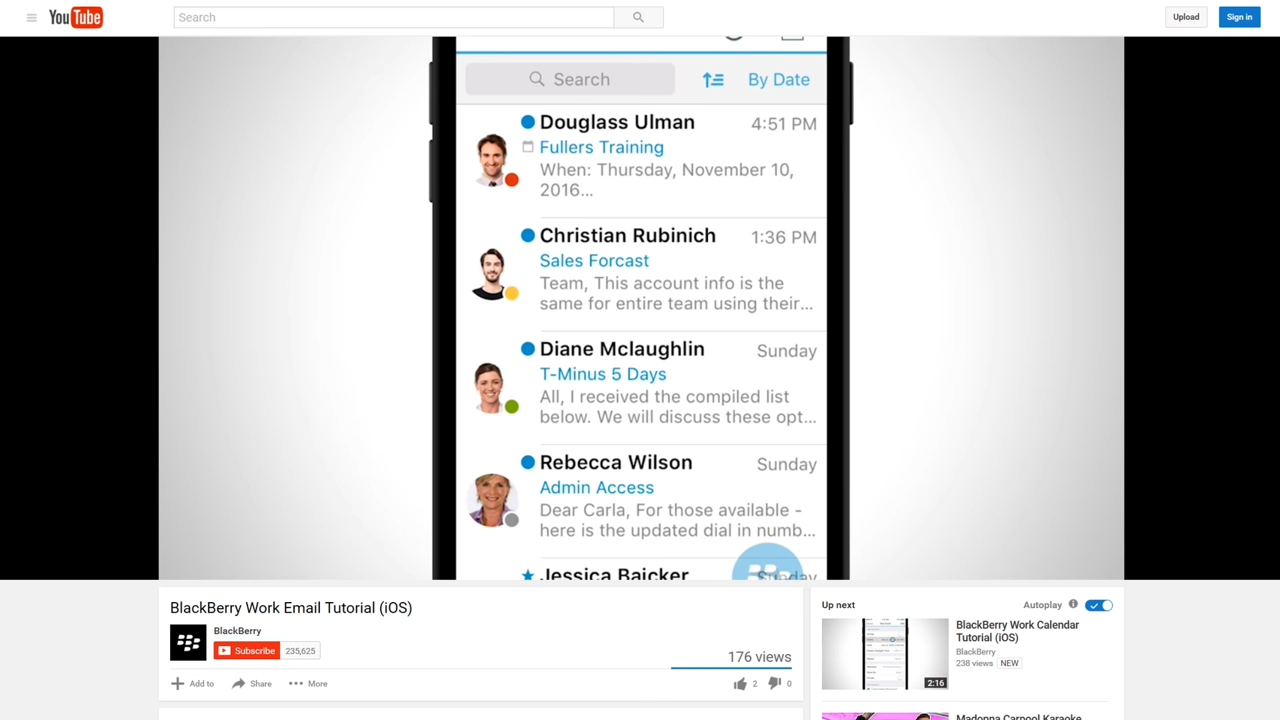 YouTube
Search
Upload
Sign in
Search
By Date
Douglass Ulman
4:51 PM
Fullers Training
When: Thursday, November 10,
2016...
Christian Rubinich
1:36 PM
Sales Forcast
Team, This account info is the
same for entire team using their...
Diane Mclaughlin
Sunday
T-Minus 5 Days
All, I received the compiled list
below. We will discuss these opt...
Rebecca Wilson
Sunday
Admin Access
Dear Carla, For those available -
here is the updated dial in numb...
Jessica Baicker
Sunday
BlackBerry Work Email Tutorial (iOS)
BlackBerry
Subscribe
235,625
176 views
Add to
Share
More
2
0
Up next
Autoplay
BlackBerry Work Calendar
Tutorial (iOS)
BlackBerry
238 views
NEW
2:16
Madonna Carpool Karaoke